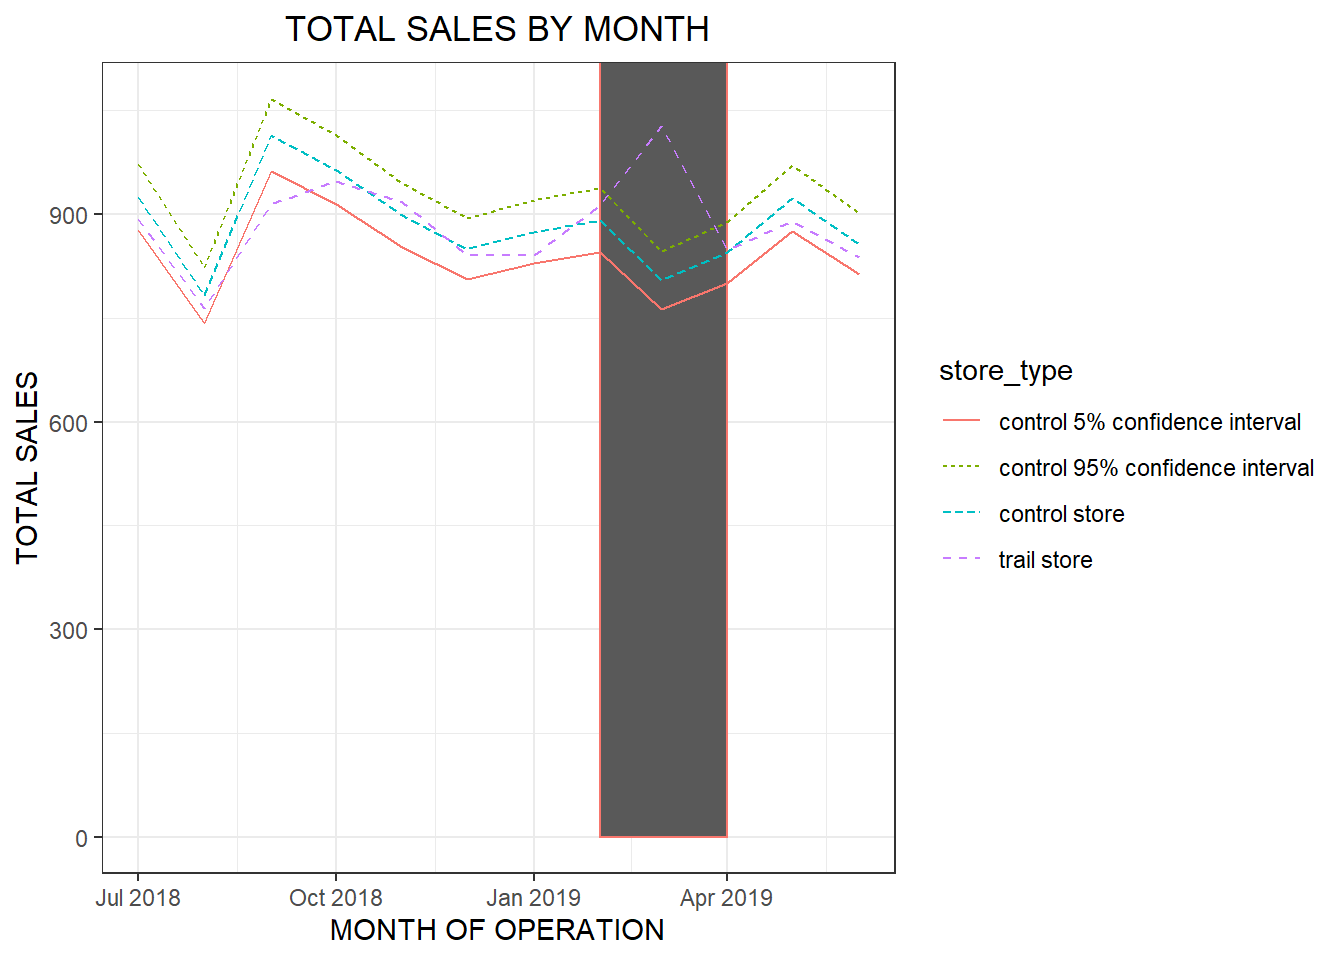 TOTAL SALES BY MONTH
TOTAL SALES
900
600
300
0
Jul 2018
Oct 2018
Jan 2019
Apr 2019
MONTH OF OPERATION
store_type
control 5% confidence interval
control 95% confidence interval
control store
trail store